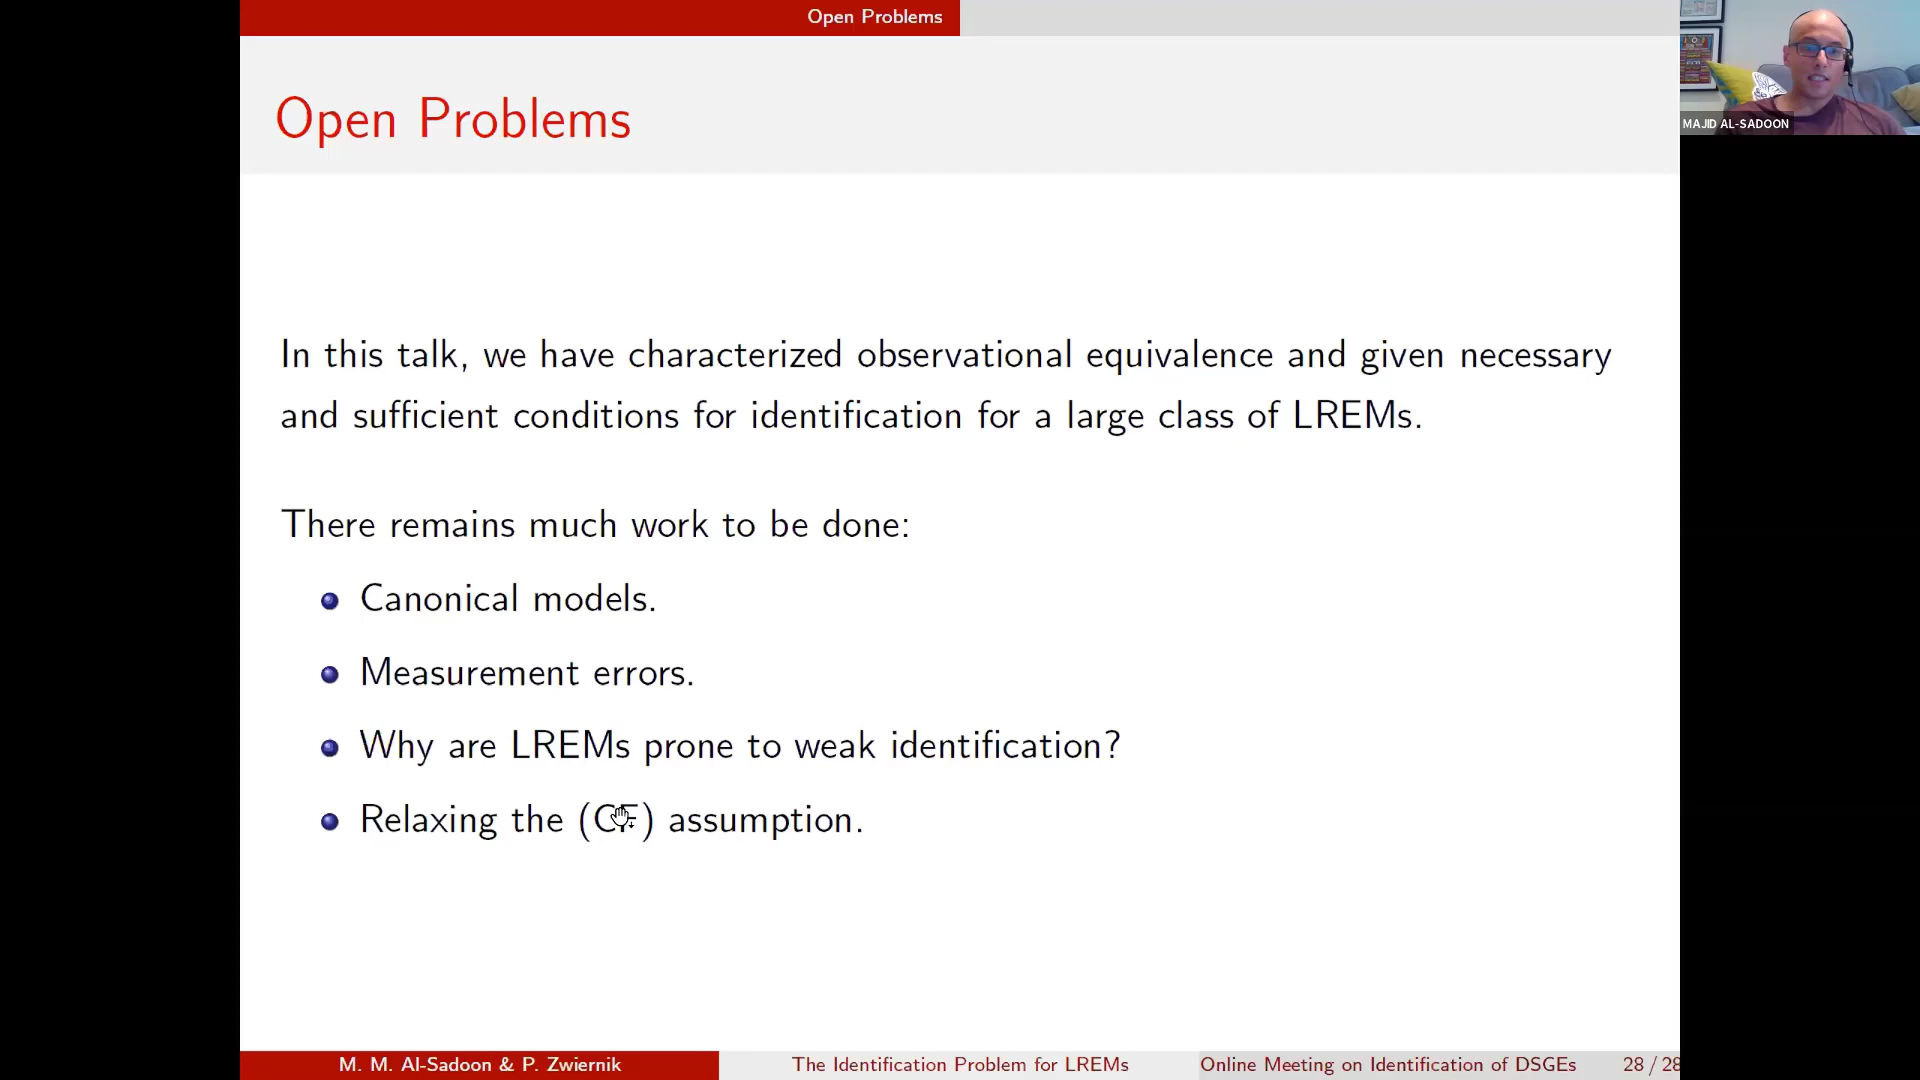 Open Problems
MAJID AL-SADOON
Open Problems
In this talk, we have characterized observational equivalence and given necessary
and sufficient conditions for identification for a large class of LREMs.
There remains much work to be done:
Canonical models.
Measurement errors.
Why are LREMs prone to weak identification?
Relaxing the (CF) assumption.
M. M. Al-Sadoon & P. Zwiernik
The Identification Problem for LREMs
Online Meeting on Identification of DSGEs
28 / 28